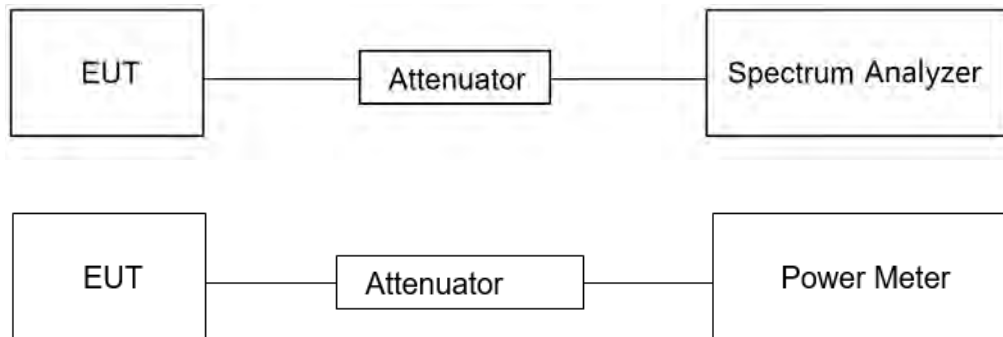 EUT
Attenuator
Spectrum Analyzer
EUT
Attenuator
Power Meter